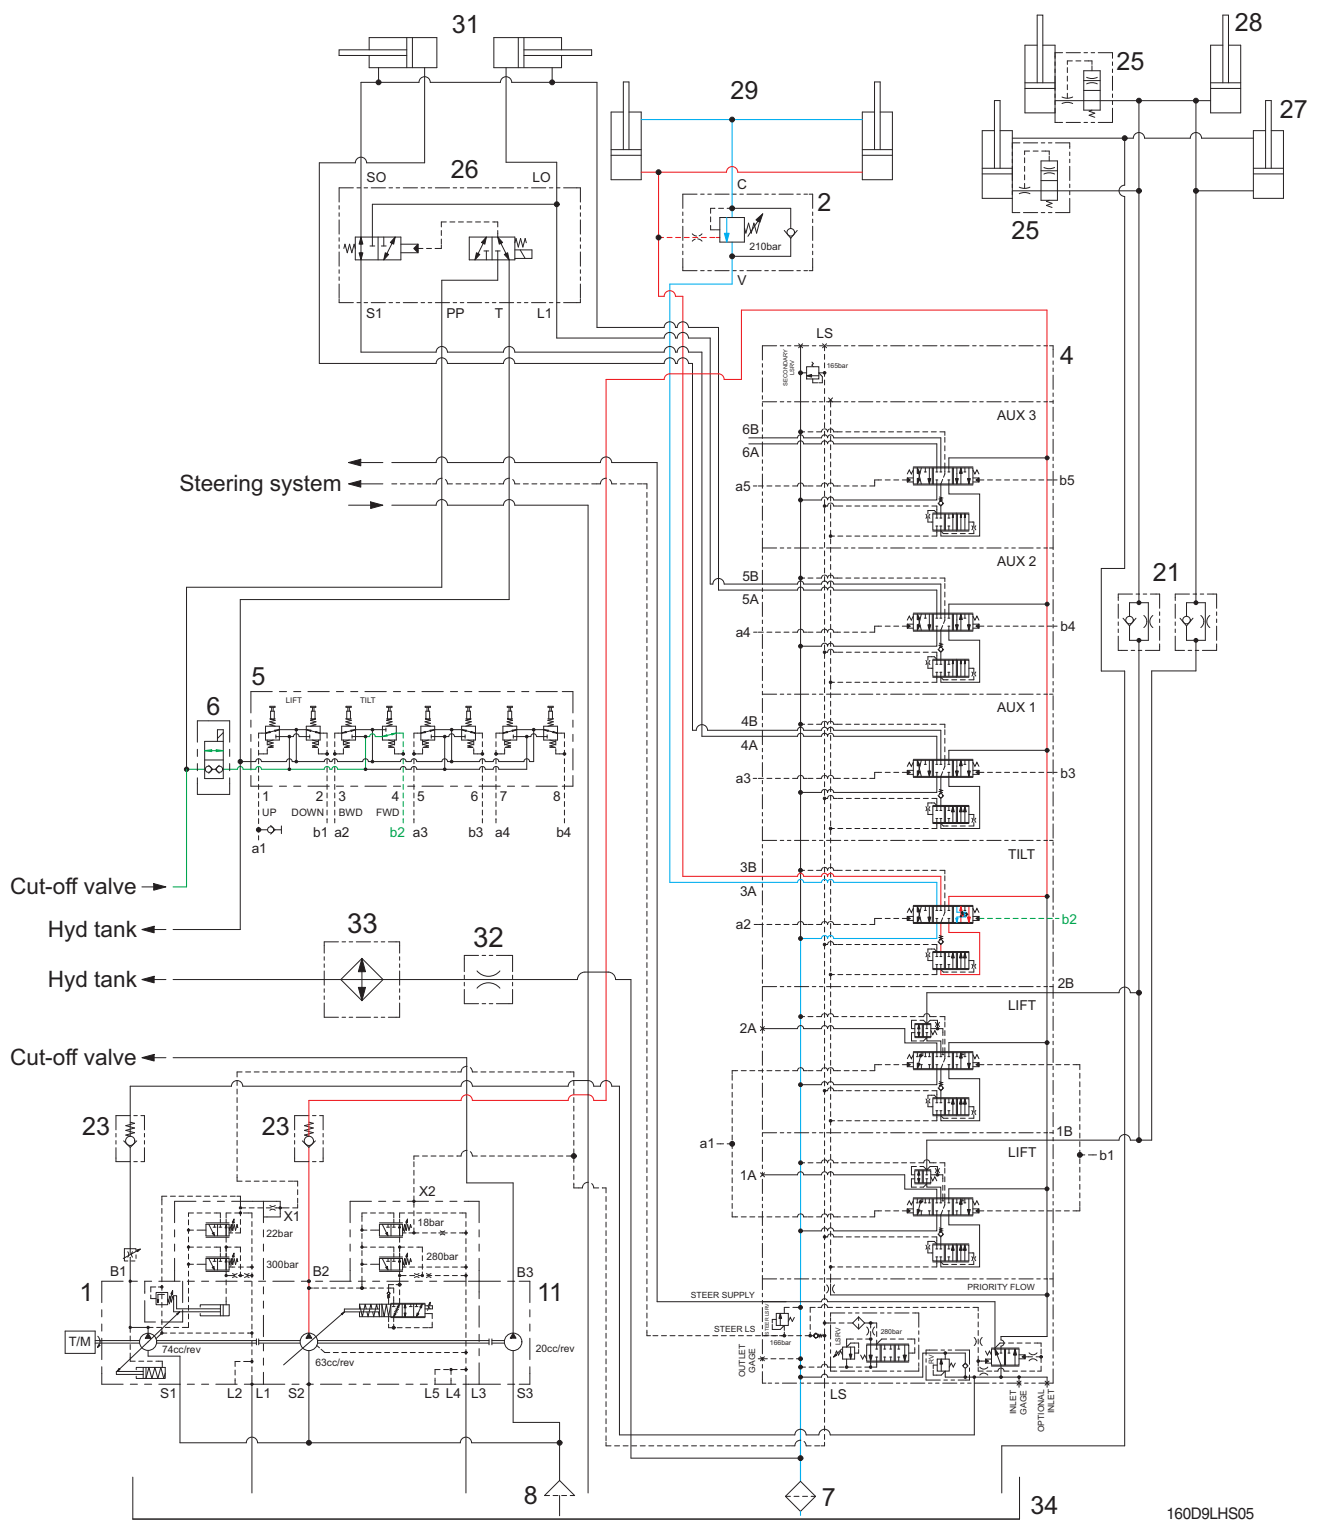 31
28
25
29
27
26
SO
LO
C
2
25
210bar
V
S1
PP
T
L1
LS
4
SECONDARY
LSRV
165bar
AUX 3
6B
6A
Steering system
a5
b5
AUX 2
5B
5A
21
a4
b4
5
LIFT
TILT
6
AUX 1
4B
4A
a3
b3
1
2
3
4
5
6
7
8
UP
DOWN
BWD
FWD
b1
a2
b2
a3
b3
a4
b4
a1
TILT
3B
3A
Cut-off valve
a2
b2
33
32
Hyd tank
Hyd tank
2B
LIFT
2A
Cut-off valve
23
23
1B
a1
b1
LIFT
1A
X2
X1
18bar
22bar
280bar
300bar
B1
B2
B3
PRIORITY FLOW
1
11
STEER SUPPLY
STEER LSRV
STEER LS
166bar
280bar
LSRV
RV
T/M
74cc/rev
63cc/rev
20cc/rev
OUTLET
GAGE
S1
L2
L1
S2
L5
L4
L3
S3
LS
INLET
GAGE
OPTIONAL
INLET
8
7
34
160D9LHS05